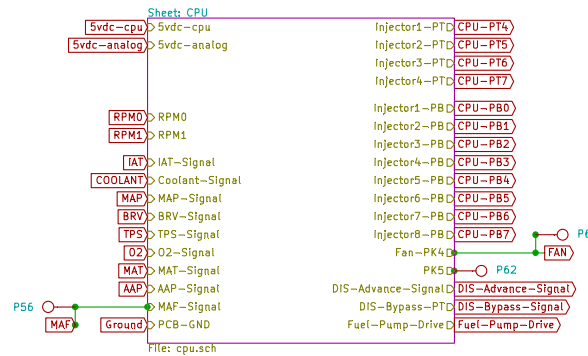 Sheet: CPU
5vdc-cpu 5vdc-cpu Injector1-PT CPU-PT4
5vdc-analog 5vdc-analog Injector2-PT CPU-PT5
Injector3-PT CPU-PT6
Injector4-PT CPU-PT7
Injector1-PB CPU-PB0
RPM0 RPM0
Injector2-PB CPU-PB1
RPM1 RPM1
Injector3-PB CPU-PB2
IAT IAT-Signal Injector4-PB CPU-PB3
COOLANT Coolant-Signal Injector5-PB CPU-PB4
MAP MAP-Signal Injector6-PB CPU-PB5
BRV BRV-Signal Injector7-PB CPU-PB6
TPS TPS-Signal Injector8-PB CPU-PB7
O2 O2-Signal Fan-PK4 FAN
MAT MAT-Signal PK5 P62
AAP AAP-Signal DIS-Advance-Signal DIS-Advance-Signal
P56 MAF-Signal DIS-Bypass-PT DIS-Bypass-Signal
MAF Ground PCB-GND Fuel-Pump-Drive Fuel-Pump-Drive
File: cpu.sch